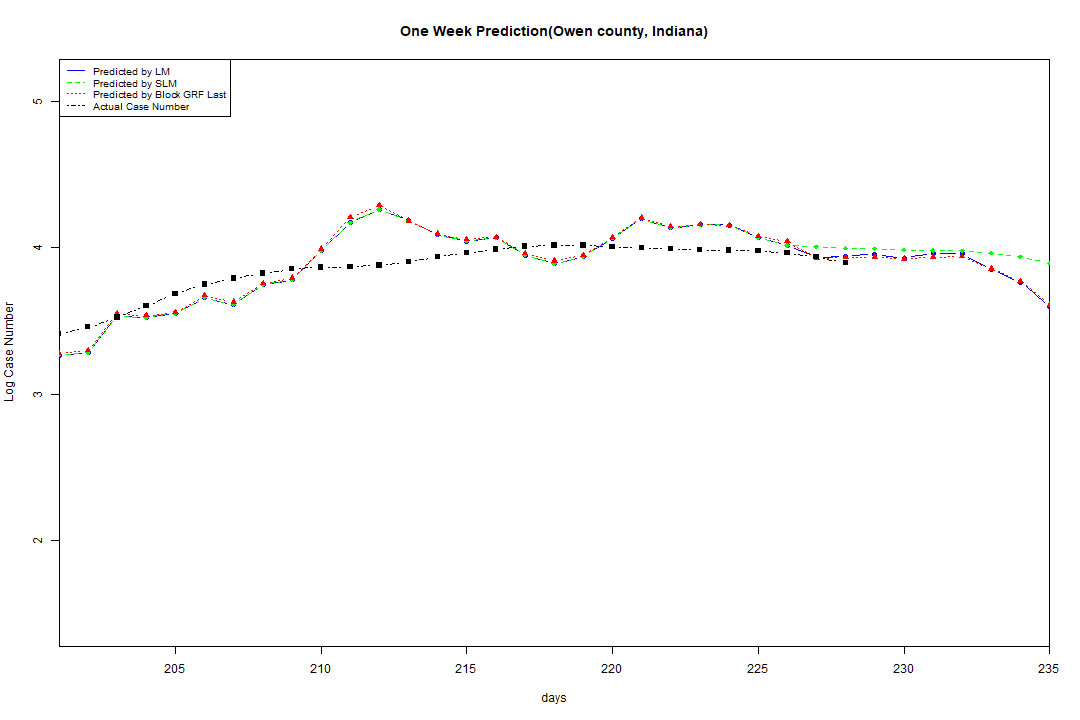 One Week Prediction(Owen county, Indiana)
Predicted by LM
Predicted by SLM
Predicted by Block GRF Last
Actual Case Number
5
4
3
2
Log Case Number
205 210 215 220 225 230 235
days